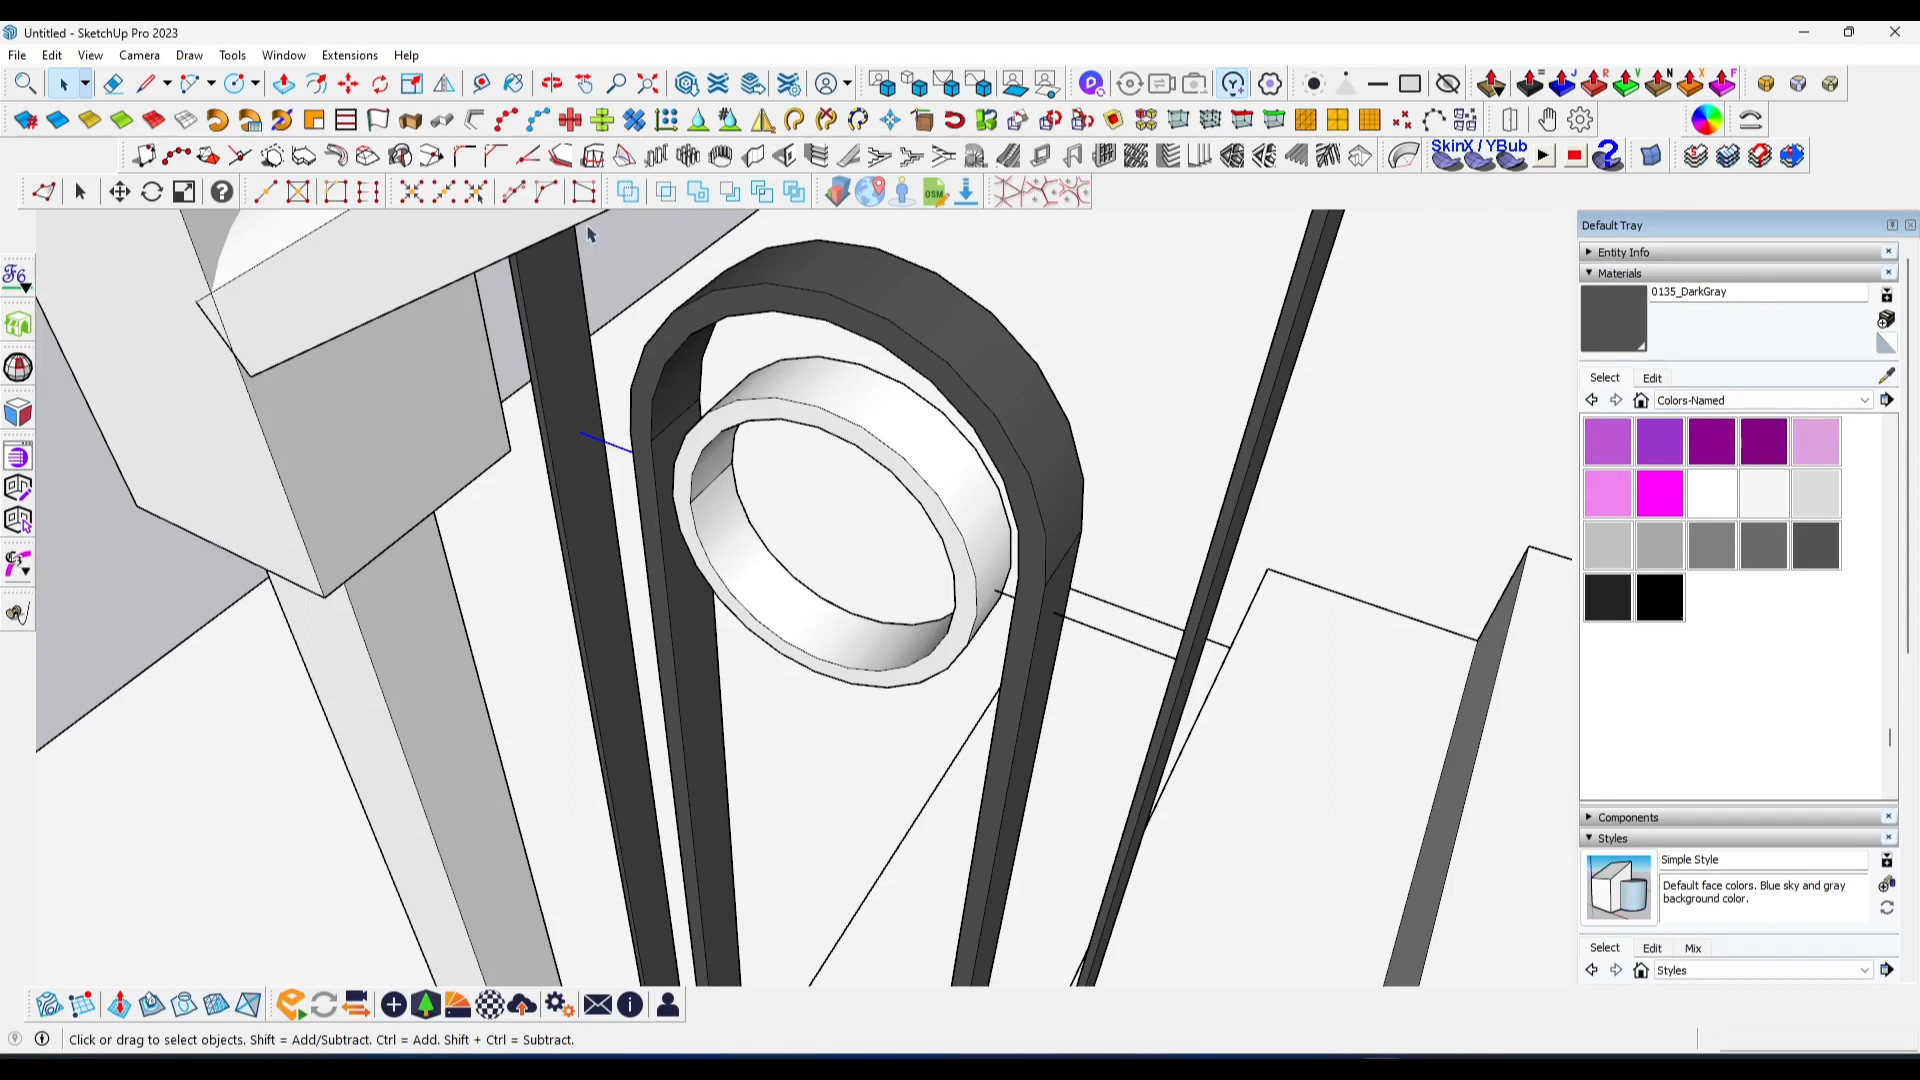 Untitled - SketchUp Pro 2023
File Edit View Camera Draw Tools Window Extensions Help
SkinX / YBub
OSM
Default Tray
Entity Info
Materials
0135_DarkGray
Select Edit
Colors-Named
Components
Styles
Simple Style
Default face colors. Blue sky and gray
background color.
Select Edit Mix
Styles
Click or drag to select objects. Shift = Add/Subtract. Ctrl = Add. Shift + Ctrl = Subtract.